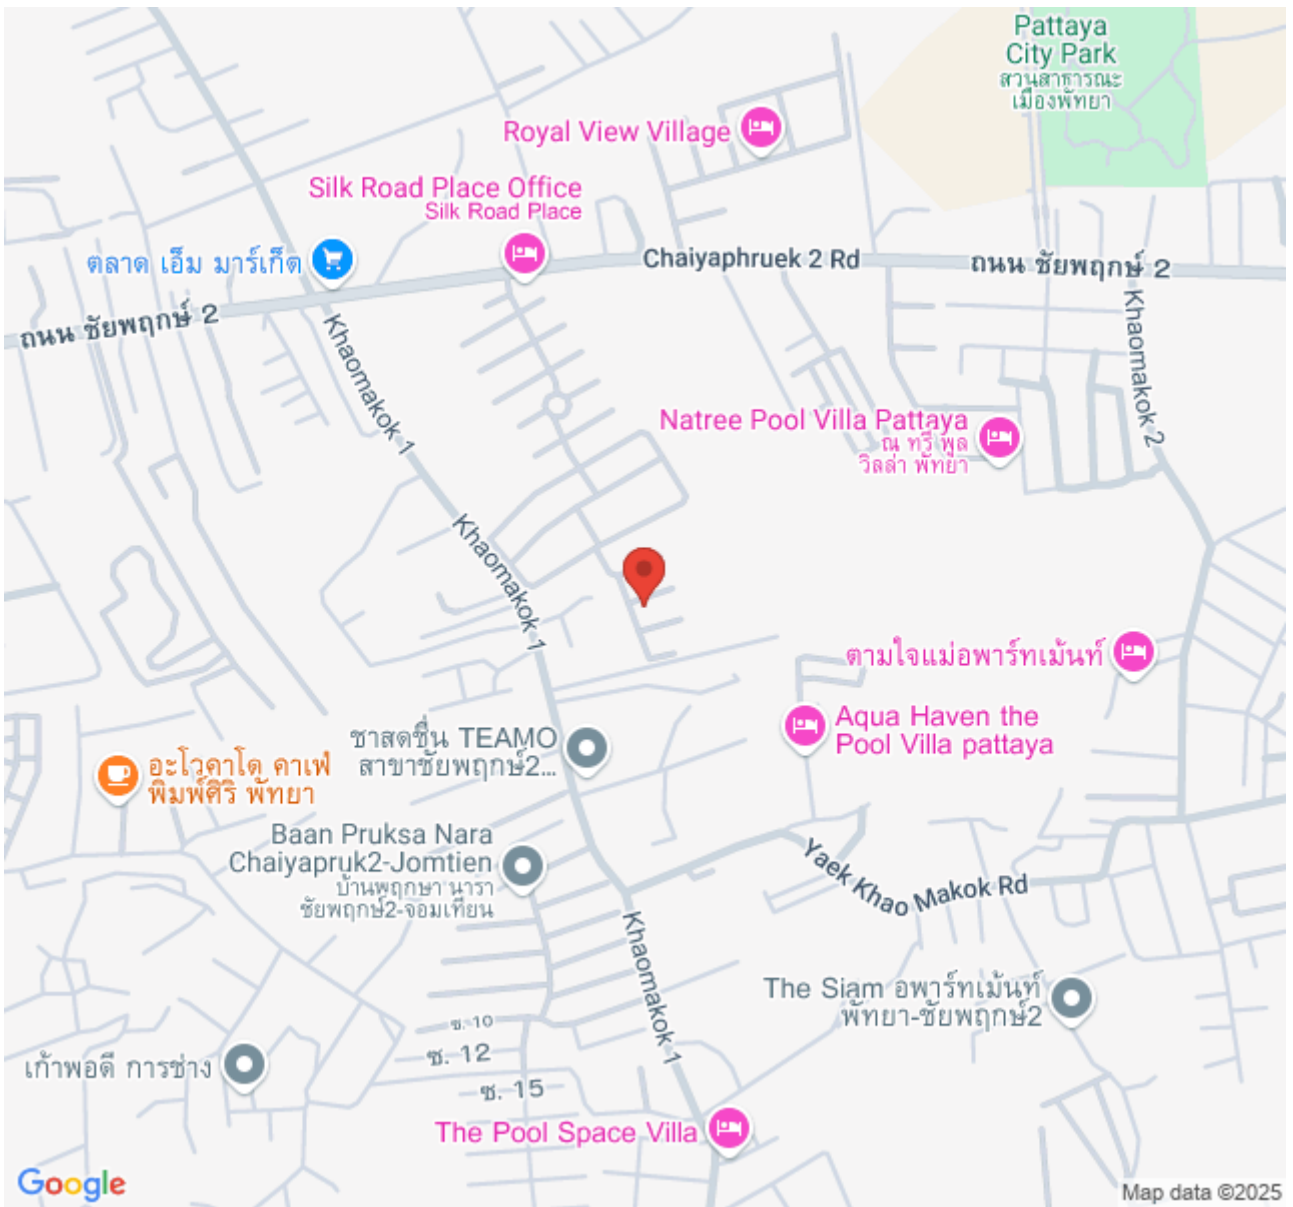 Pattaya
City Park
สวนสาธารณะ
เมืองพัทยา
Royal View Village
Silk Road Place Office
Silk Road Place
ตลาด เอ็ม มาร์เก็ต
Chaiyaphruek 2 Rd
ถนน ชัยพฤกษ์ 2
ถนน ชัยพฤกษ์ 2
Khaomakok 1
Khaomakok 2
Natree Pool Villa Pattaya
ณ ทรี พูล
วิลล่า พัทยา
Khaomakok 1
ตามใจแม่อพาร์ทเม้นท์
Aqua Haven the
Pool Villa pattaya
ชาสดชื่น TEAMO
สาขาชัยพฤกษ์2...
อะโวคาโด คาเฟ่
พิมพ์ศิริ พัทยา
Baan Pruksa Nara
Chaiyapruk2-Jomtien
บ้านพฤกษา นารา
ชัยพฤกษ์2-จอมเทียน
Yaek Khao Makok Rd
Khaomakok 1
The Siam อพาร์ทเม้นท์
พัทยา-ชัยพฤกษ์2
ซ. 10
ซ. 12
ซ. 15
เก้าพอดี การช่าง
The Pool Space Villa
Google
Map data ©2025